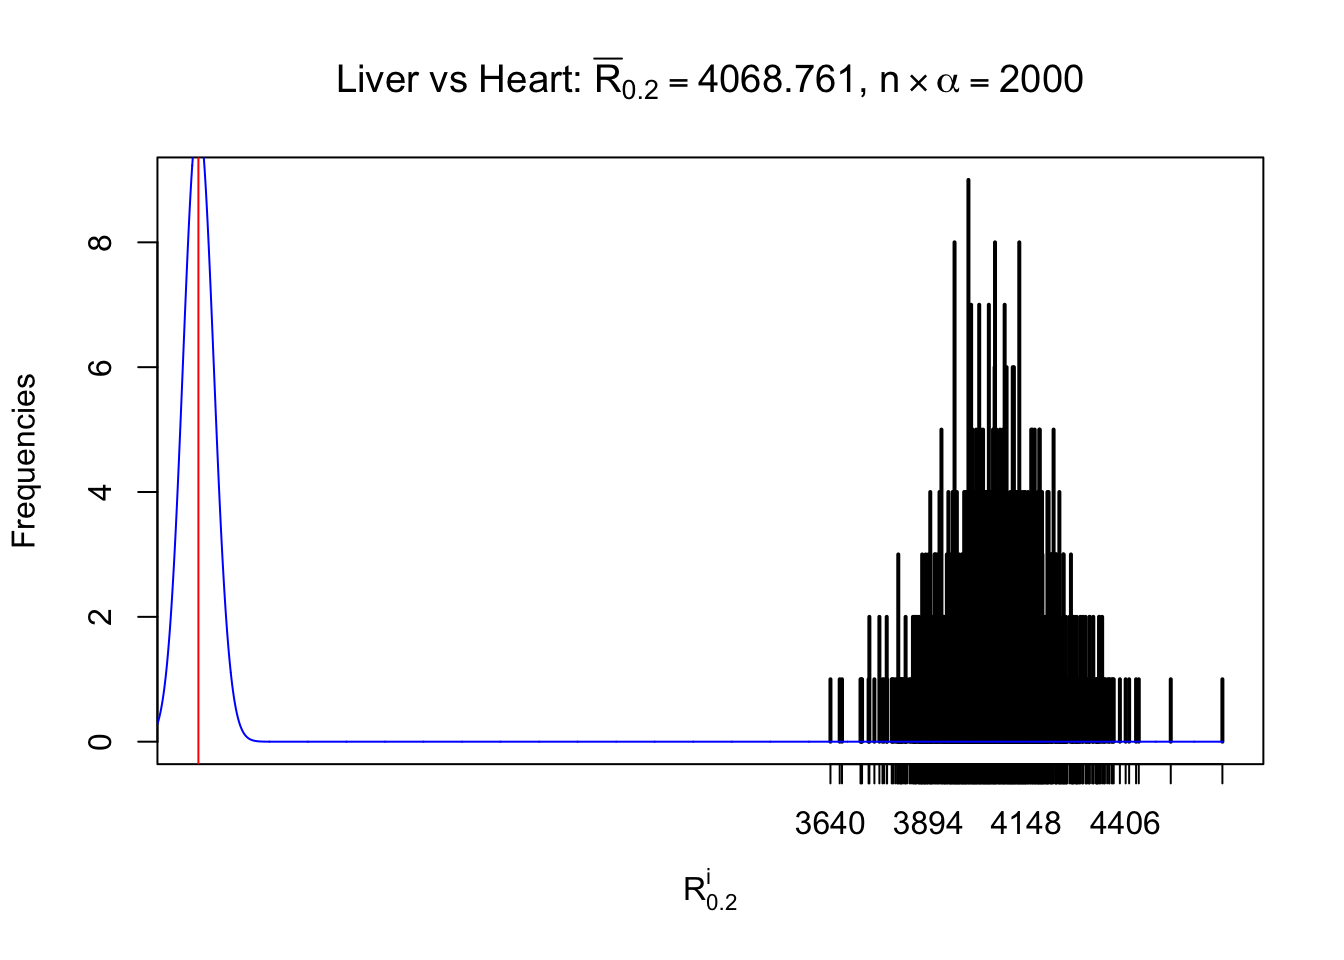 Liver vs Heart: R̅₀.₂ = 4068.761, n × α = 2000
Frequencies
8
6
4
2
0
3640 3894 4148 4406
Rⁱ₀.₂